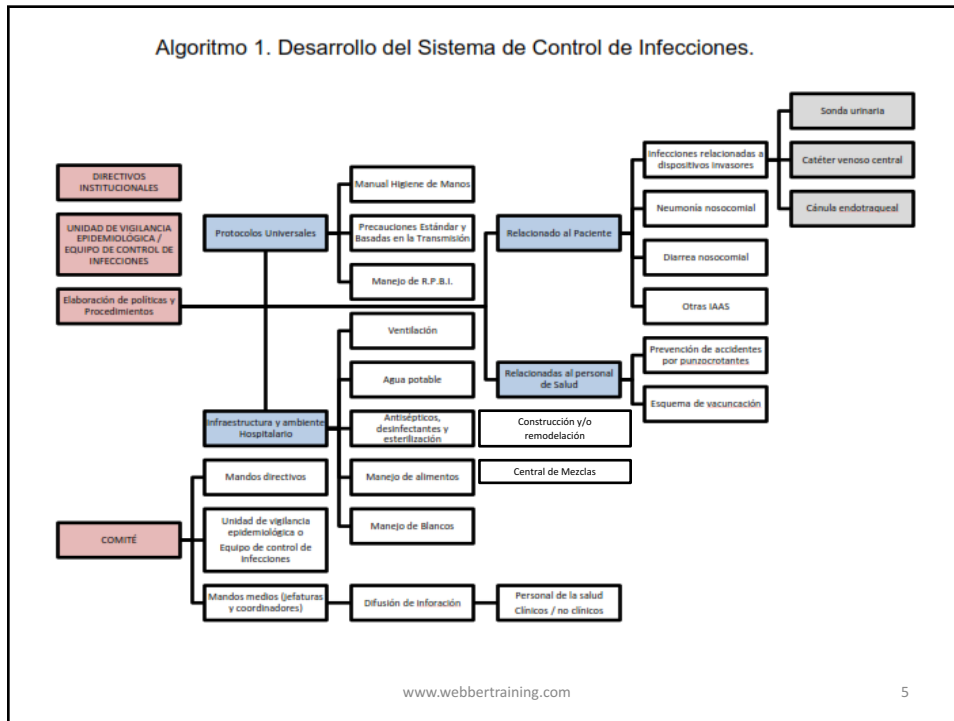 Algoritmo 1. Desarrollo del Sistema de Control de Infecciones.
DIRECTIVOS
INSTITUCIONALES
UNIDAD DE VIGILANCIA
EPIDEMIOLÓGICA /
EQUIPO DE CONTROL DE
INFECCIONES
Elaboración de políticas y
Procedimientos
Protocolos Universales
Manual Higiene de Manos
Precauciones Estándar y
Basadas en la Transmisión
Manejo de R.P.B.I.
Relacionado al Paciente
Infecciones relacionadas a
dispositivos invasores
Sonda urinaria
Catéter venoso central
Cánula endotraqueal
Neumonía nosocomial
Diarrea nosocomial
Otras IAAS
Relacionadas al personal
de Salud
Prevención de accidentes
por punzocrotantes
Esquema de vacuncación
Infraestructura y ambiente
Hospitalario
Ventilación
Agua potable
Antisépticos,
desinfectantes y
esterilización
Manejo de alimentos
Manejo de Blancos
Construcción y/o
remodelación
Central de Mezclas
COMITÉ
Mandos directivos
Unidad de vigilancia
epidemiológica o
Equipo de control de
infecciones
Mandos medios (jefaturas
y coordinadores)
Difusión de Inforación
Personal de la salud
Clínicos / no clínicos
www.webbertraining.com
5